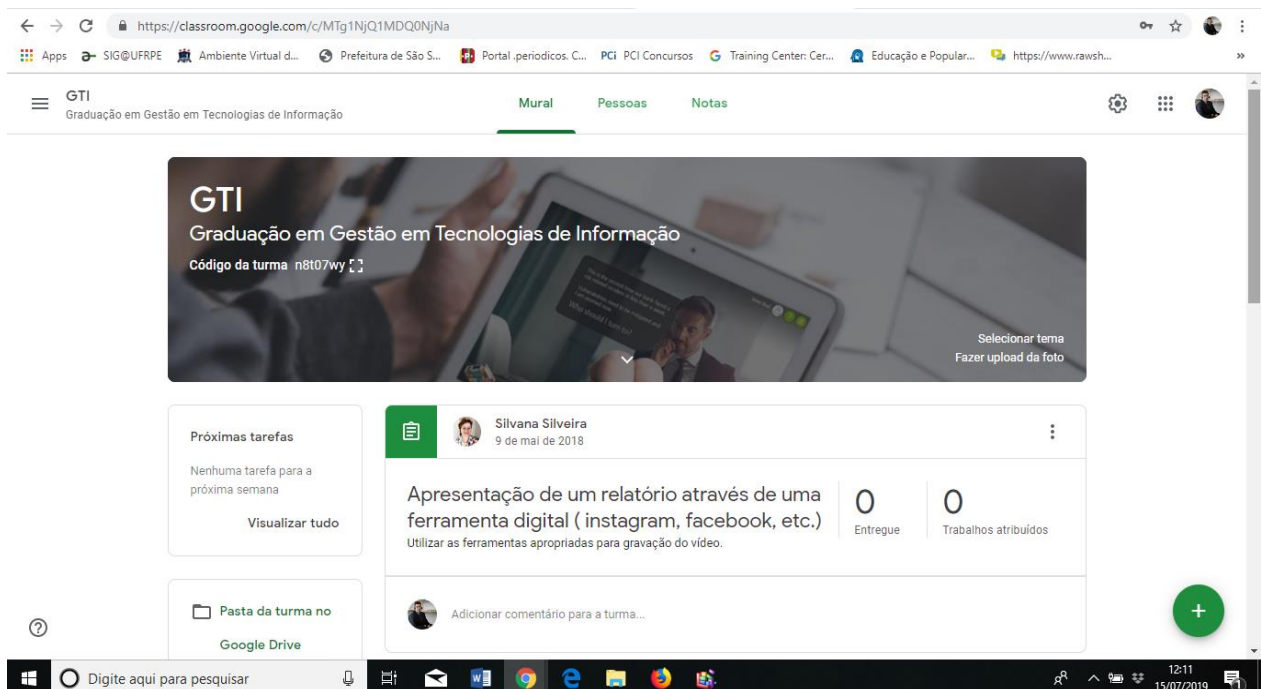 https://classroom.google.com/c/MTg1NjQ1MDQ0NjNa
Apps SIG@UFRPE Ambiente Virtual d... Prefeitura de São S... Portal .periodicos. C... PCi PCI Concursos G Training Center: Cer... Educação e Popular... https://www.rawsh... »
GTI
Graduação em Gestão em Tecnologias de Informação
Mural Pessoas Notas
GTI
Graduação em Gestão em Tecnologias de Informação
Código da turma n8t07wy
Who should I turn to?
Selecionar tema
Fazer upload da foto
Próximas tarefas
Nenhuma tarefa para a
próxima semana
Visualizar tudo
Pasta da turma no
Google Drive
Silvana Silveira
9 de mai de 2018
Apresentação de um relatório através de uma
ferramenta digital ( instagram, facebook, etc.)
Utilizar as ferramentas apropriadas para gravação do vídeo.
0
Entregue
0
Trabalhos atribuídos
Adicionar comentário para a turma...
+
?
Digite aqui para pesquisar
12:11
15/07/2019
1